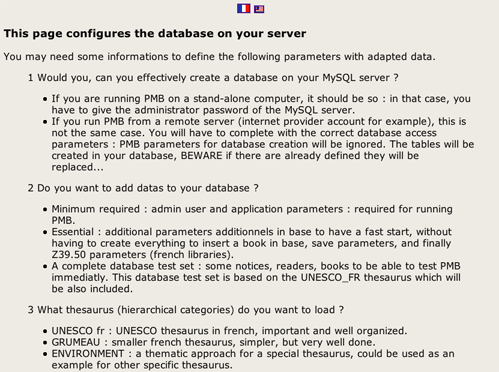 This page configures the database on your server
You may need some informations to define the following parameters with adapted data.
1 Would you, can you effectively create a database on your MySQL server ?
• If you are running PMB on a stand-alone computer, it should be so : in that case, you
have to give the administrator password of the MySQL server.
• If you run PMB from a remote server (internet provider account for example), this is
not the same case. You will have to complete with the correct database access
parameters : PMB parameters for database creation will be ignored. The tables will be
created in your database, BEWARE if there are already defined they will be
replaced...
2 Do you want to add datas to your database ?
• Minimum required : admin user and application parameters : required for running
PMB.
• Essential : additional parameters additionnels in base to have a fast start, without
having to create everything to insert a book in base, save parameters, and finally
Z39.50 parameters (french libraries).
• A complete database test set : some notices, readers, books to be able to test PMB
immediatly. This database test set is based on the UNESCO_FR thesaurus which will
be also included.
3 What thesaurus (hierarchical categories) do you want to load ?
• UNESCO fr : UNESCO thesaurus in french, important and well organized.
• GRUMEAU : smaller french thesaurus, simpler, but very well done.
• ENVIRONMENT : a thematic approach for a special thesaurus, could be used as an
example for other specific thesaurus.